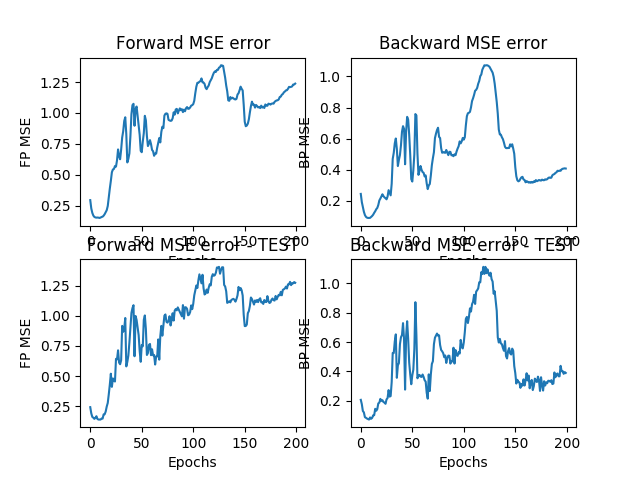 Forward MSE error
Backward MSE error
1.25
1.00
0.75
0.50
0.25
FP MSE
0 50 100 150 200
Epochs
1.0
0.8
0.6
0.4
0.2
BP MSE
0 50 100 150 200
Epochs
Forward MSE error - TEST
Backward MSE error - TEST
1.25
1.00
0.75
0.50
0.25
FP MSE
0 50 100 150 200
Epochs
1.0
0.8
0.6
0.4
0.2
BP MSE
0 50 100 150 200
Epochs